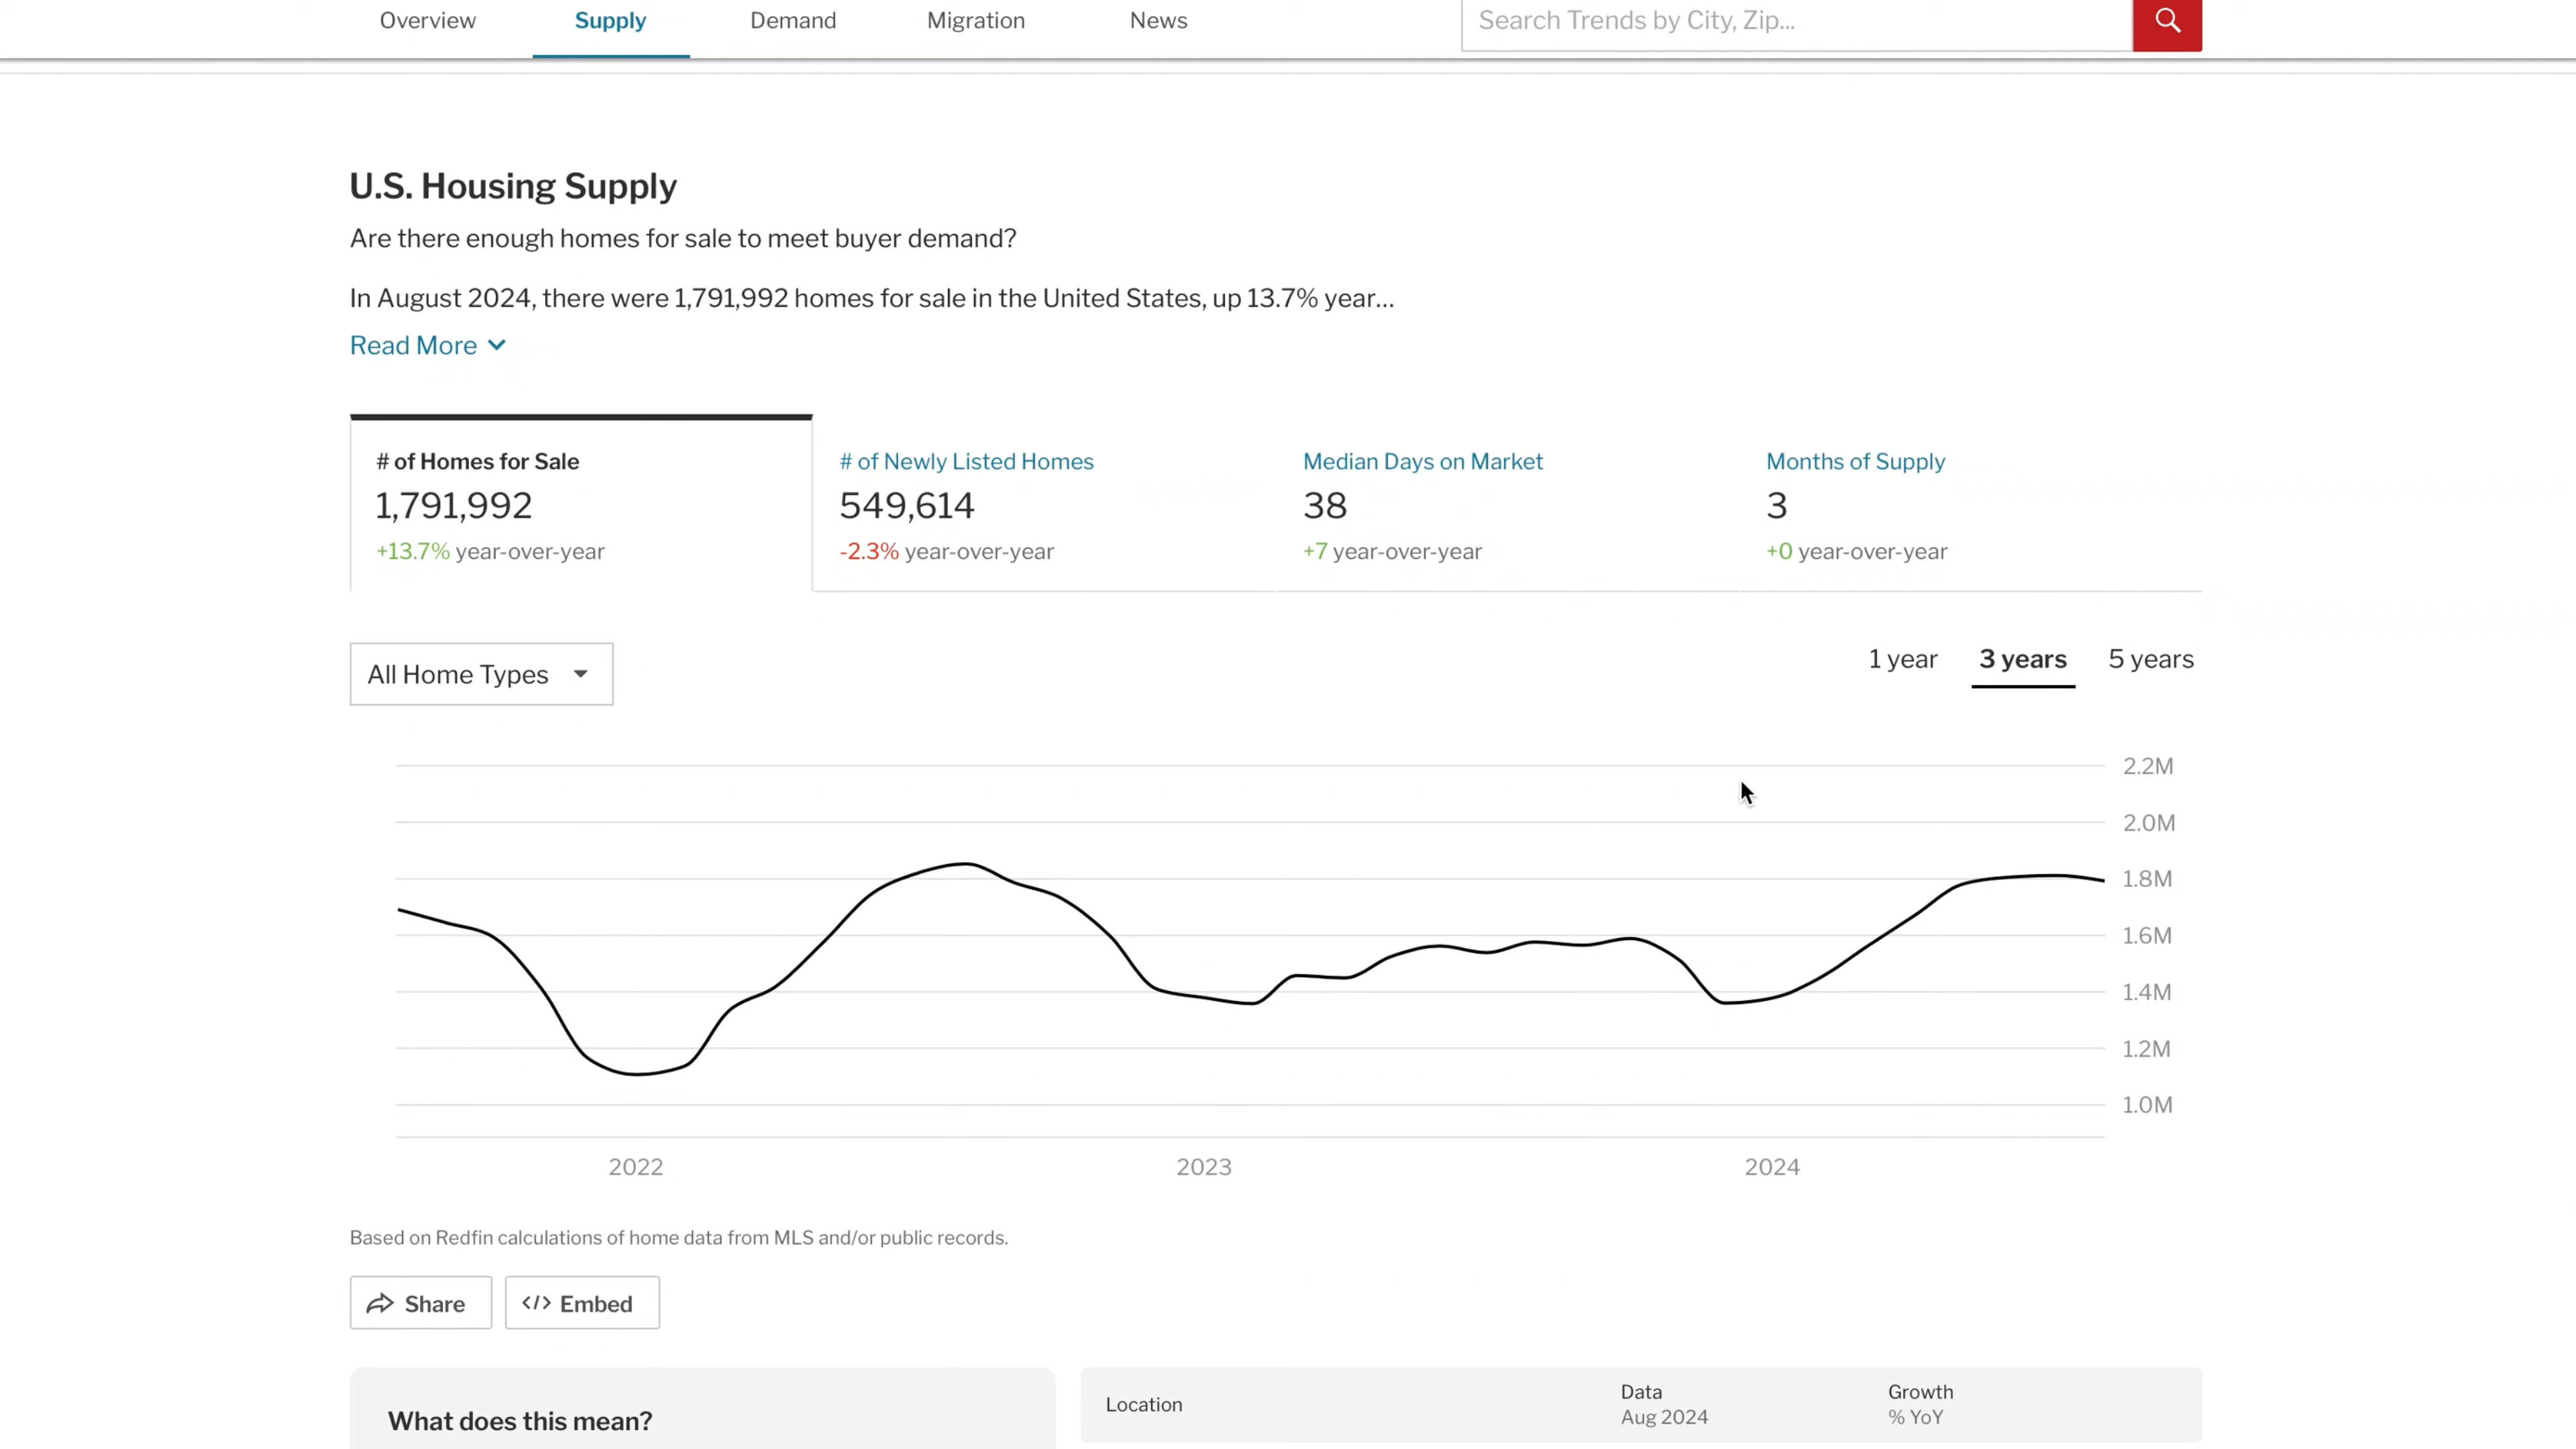 Overview
Supply
Demand
Migration
News
Search Trends by City, Zip...
U.S. Housing Supply
Are there enough homes for sale to meet buyer demand?
In August 2024, there were 1,791,992 homes for sale in the United States, up 13.7% year...
Read More
# of Homes for Sale
1,791,992
+13.7% year-over-year
# of Newly Listed Homes
549,614
-2.3% year-over-year
Median Days on Market
38
+7 year-over-year
Months of Supply
3
+0 year-over-year
All Home Types
1 year
3 years
5 years
2.2M
2.0M
1.8M
1.6M
1.4M
1.2M
1.0M
2022
2023
2024
Based on Redfin calculations of home data from MLS and/or public records.
Share
</> Embed
What does this mean?
Location
Data
Aug 2024
Growth
% YoY